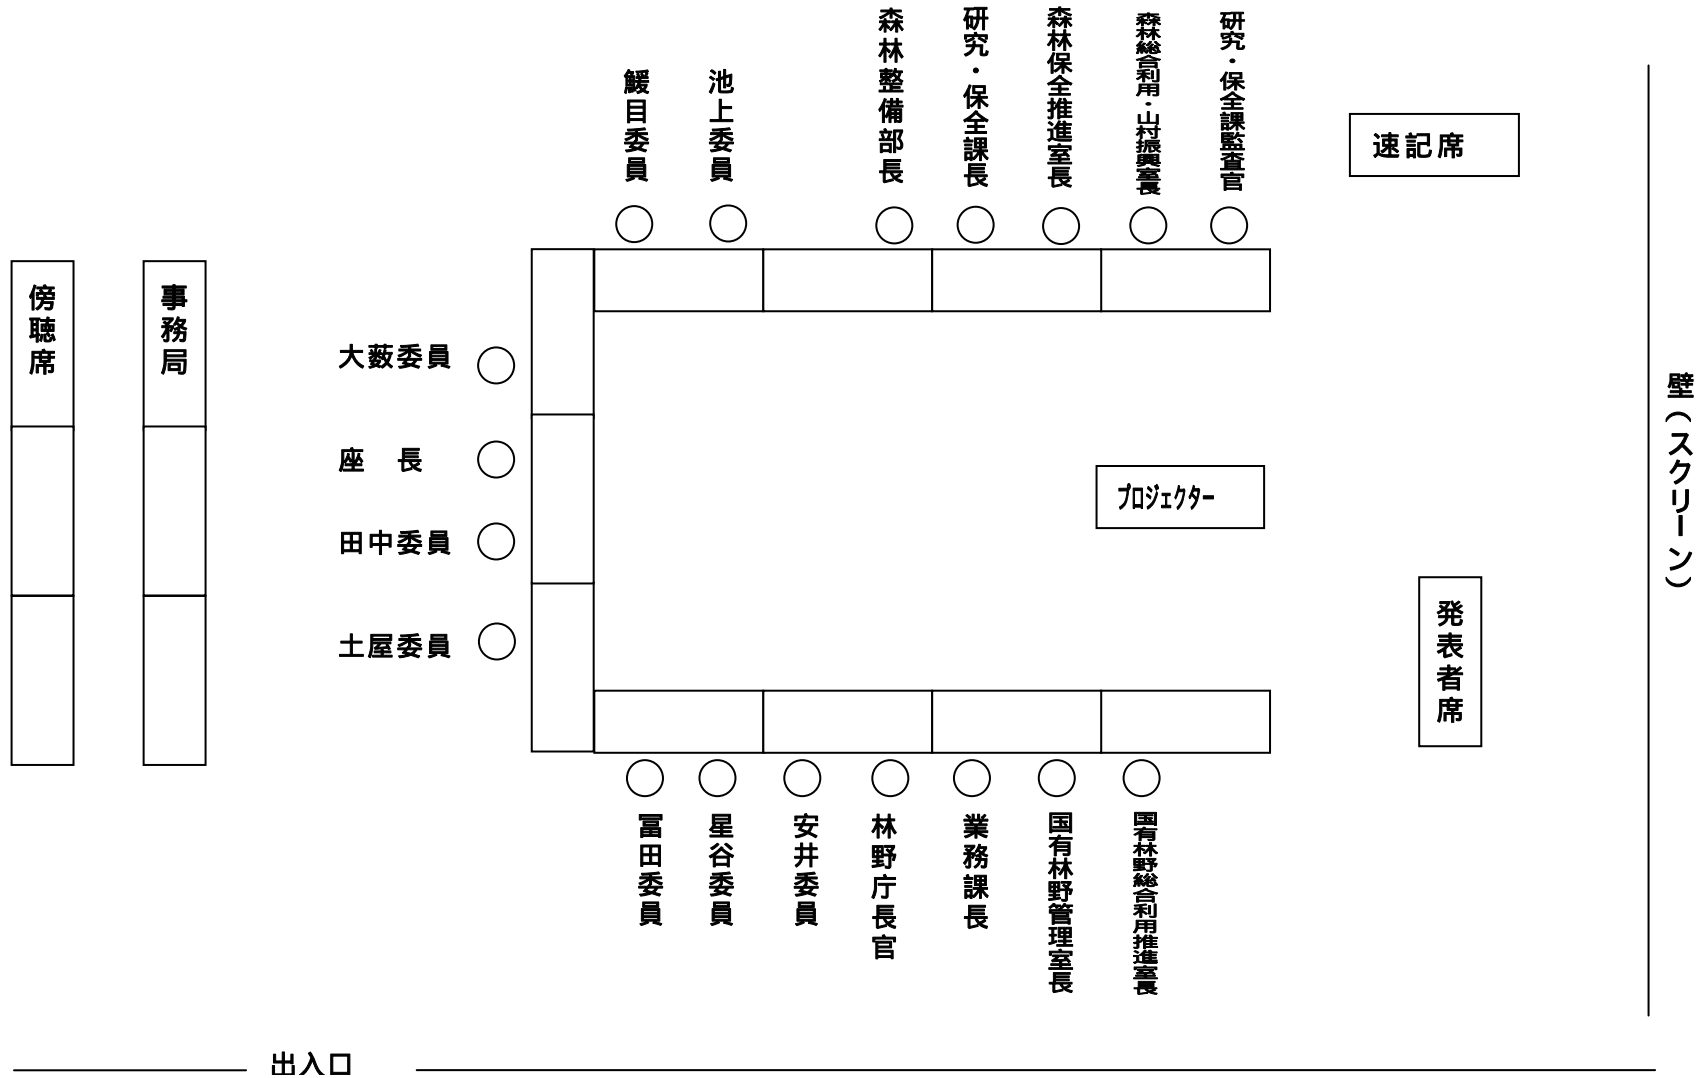 鰀目委員
池上委員
森林整備部長
研究・保全課長
森林保全推進室長
森林総合利用・山村振興室長
研究・保全課監査官
速記席
傍聴席
事務局
大薮委員
座　長
田中委員
土屋委員
プロジェクター
発表者席
壁（スクリーン）
冨田委員
星谷委員
安井委員
林野庁長官
業務課長
国有林野管理室長
国有林野総合利用推進室長
出入口